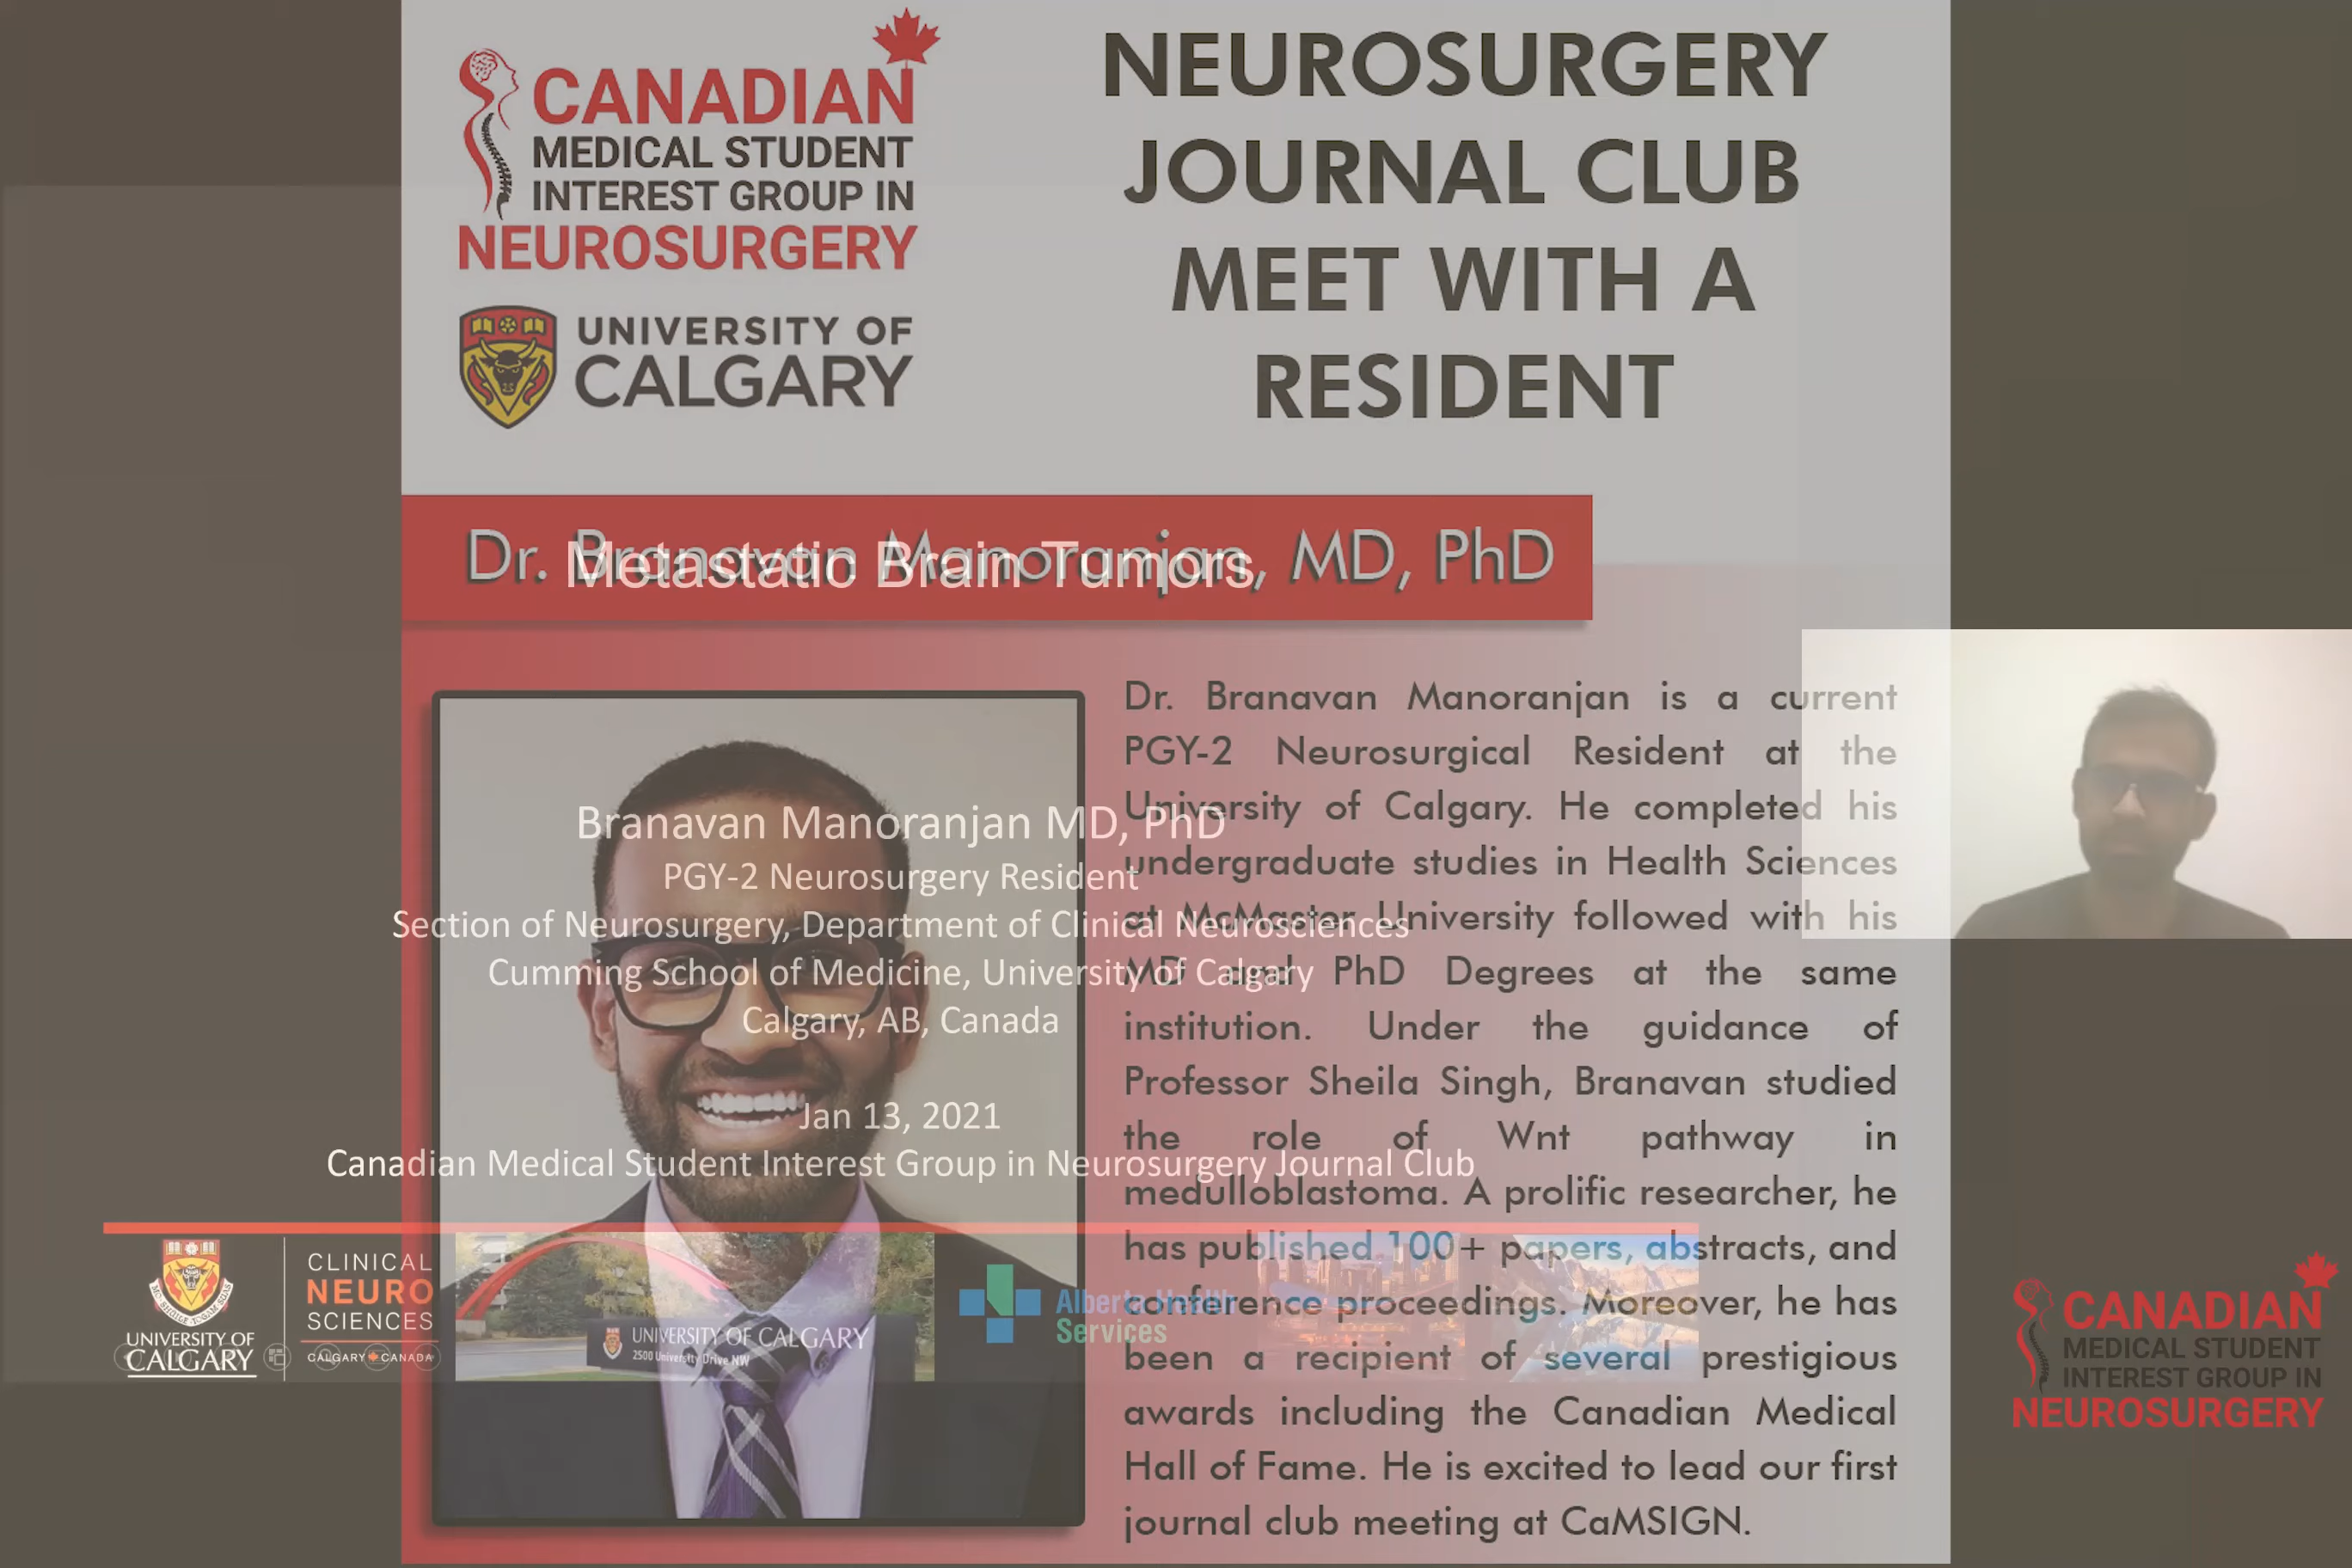 CANADIAN
MEDICAL STUDENT
INTEREST GROUP IN
NEUROSURGERY
UNIVERSITY OF
CALGARY
NEUROSURGERY
JOURNAL CLUB
MEET WITH A
RESIDENT
Dr. Branavan Manoranjan, MD, PhD
Metastatic Brain Tumors
Dr. Branavan Manoranjan is a current
PGY-2 Neurosurgical Resident at the
University of Calgary. He completed his
undergraduate studies in Health Sciences
at McMaster University followed with his
MD and PhD Degrees at the same
institution. Under the guidance of
Professor Sheila Singh, Branavan studied
the role of Wnt pathway in
medulloblastoma. A prolific researcher, he
has published 100+ papers, abstracts, and
conference proceedings. Moreover, he has
been a recipient of several prestigious
awards including the Canadian Medical
Hall of Fame. He is excited to lead our first
journal club meeting at CaMSIGN.
Branavan Manoranjan MD, PhD
PGY-2 Neurosurgery Resident
Section of Neurosurgery, Department of Clinical Neurosciences
Cumming School of Medicine, University of Calgary
Calgary, AB, Canada
Jan 13, 2021
Canadian Medical Student Interest Group in Neurosurgery Journal Club
UNIVERSITY OF
CALGARY
CLINICAL
NEURO
SCIENCES
CALGARY CANADA
UNIVERSITY OF CALGARY
2500 University Drive NW
Alberta Health
Services
CANADIAN
MEDICAL STUDENT
INTEREST GROUP IN
NEUROSURGERY